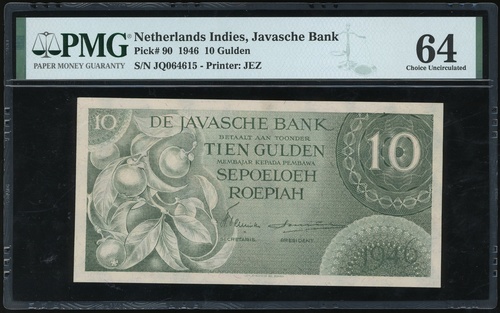 PMG
PAPER MONEY GUARANTY
Netherlands Indies, Javasche Bank
Pick# 90 1946 10 Gulden
S/N JQ064615 - Printer: JEZ
64
Choice Uncirculated
10
DE JAVASCHE BANK
BETAALT AAN TOONDER
TIEN GULDEN
MEMBAJAR KEPADA PEMBAWA
SEPOELOEH
ROEPIAH
10
SECRETARIS.
PRESIDENT.
1946